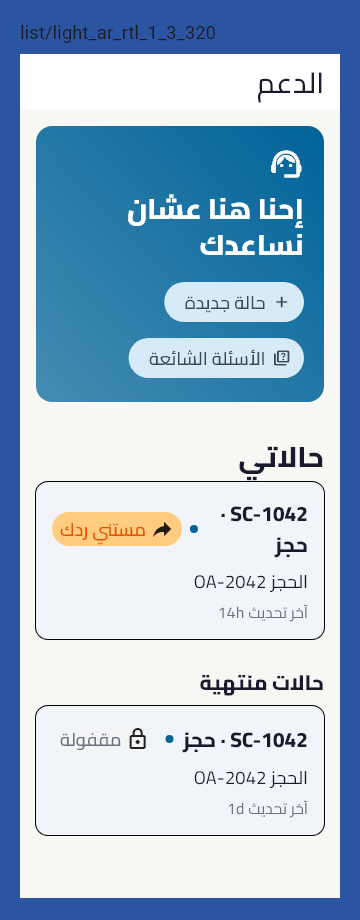 list/light_ar_rtl_1_3_320
الدعم
إحنا هنا عشان
نساعدك
+ حالة جديدة
الأسئلة الشائعة
حالاتي
SC-1042 ·
حجز
مستني ردك
الحجز OA-2042
آخر تحديث 14h
حالات منتهية
SC-1042 · حجز
مقفولة
الحجز OA-2042
آخر تحديث 1d